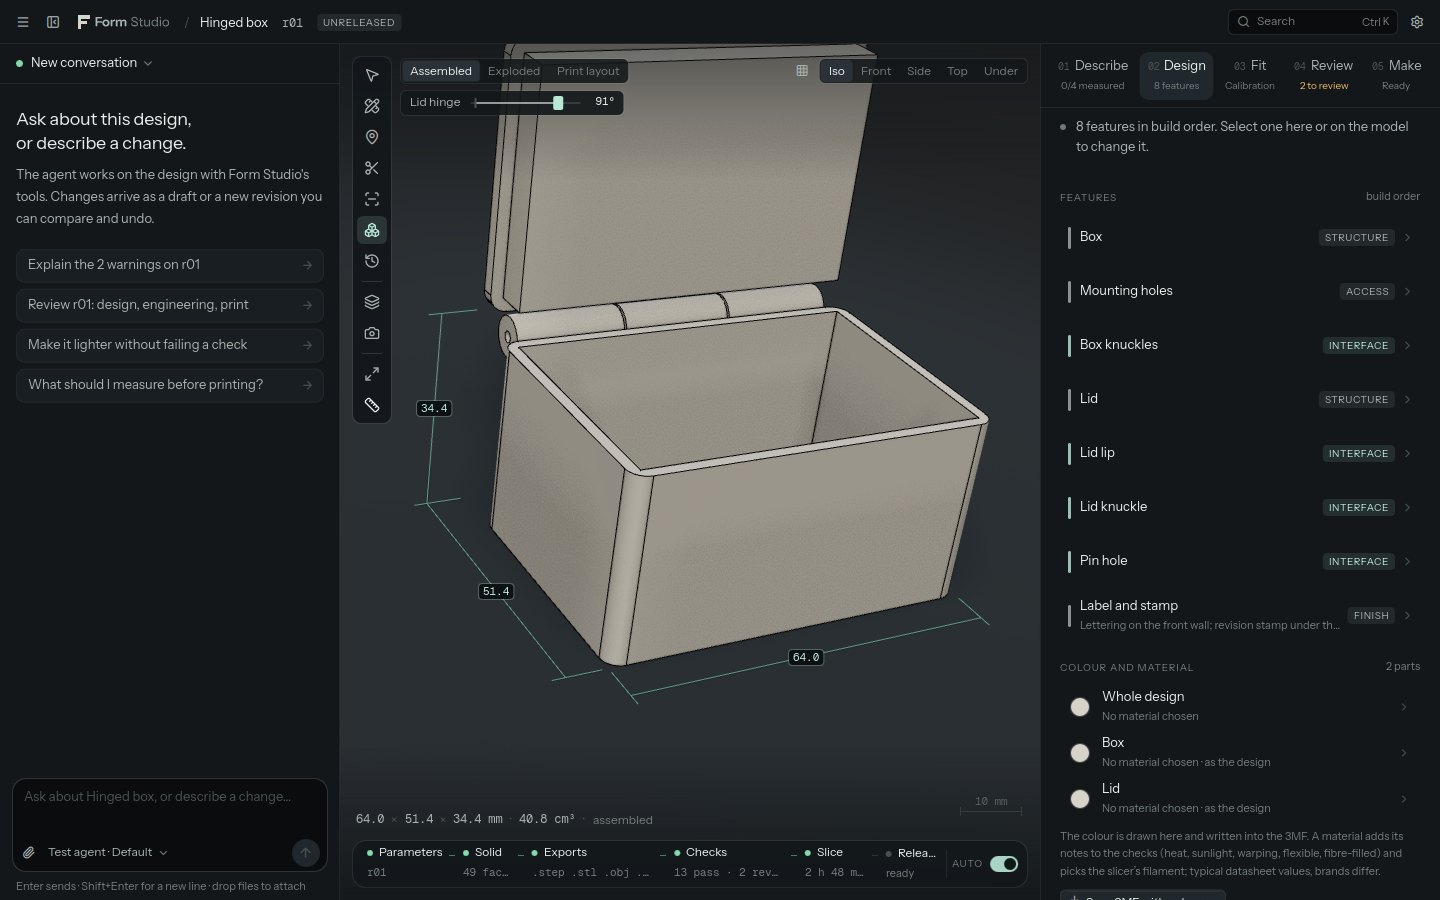 Form Studio / Hinged box r01 UNRELEASED
Search Ctrl K
New conversation
Ask about this design,
or describe a change.
The agent works on the design with Form Studio's
tools. Changes arrive as a draft or a new revision you
can compare and undo.
Explain the 2 warnings on r01
Review r01: design, engineering, print
Make it lighter without failing a check
What should I measure before printing?
Ask about Hinged box, or describe a change...
Test agent · Default
Enter sends · Shift+Enter for a new line · drop files to attach
Assembled Exploded Print layout
Iso Front Side Top Under
Lid hinge 91°
34.4
51.4
64.0
10 mm
64.0 × 51.4 × 34.4 mm · 40.8 cm³ · assembled
Parameters Solid Exports Checks Slice Relea...
r01 49 fac... .step .stl .obj ... 13 pass · 2 rev... 2 h 48 m... ready
AUTO
01 Describe 02 Design 03 Fit 04 Review 05 Make
0/4 measured 8 features Calibration 2 to review Ready
8 features in build order. Select one here or on the model
to change it.
FEATURES build order
Box STRUCTURE
Mounting holes ACCESS
Box knuckles INTERFACE
Lid STRUCTURE
Lid lip INTERFACE
Lid knuckle INTERFACE
Pin hole INTERFACE
Label and stamp FINISH
Lettering on the front wall; revision stamp under th...
COLOUR AND MATERIAL 2 parts
Whole design
No material chosen
Box
No material chosen · as the design
Lid
No material chosen · as the design
The colour is drawn here and written into the 3MF. A material adds its
notes to the checks (heat, sunlight, warping, flexible, fibre-filled) and
picks the slicer's filament; typical datasheet values, brands differ.